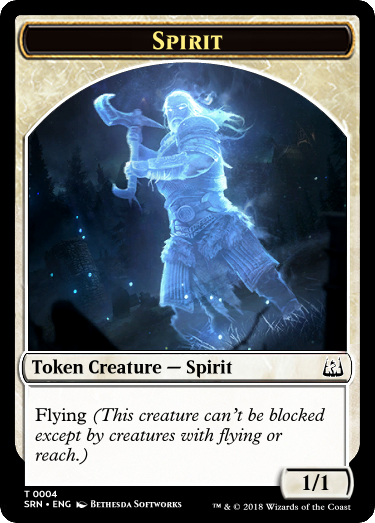 SPIRIT
Token Creature — Spirit
Flying (This creature can't be blocked
except by creatures with flying or
reach.)
1/1
T 0004
SRN • ENG BETHESDA SOFTWORKS
™ & © 2018 Wizards of the Coast